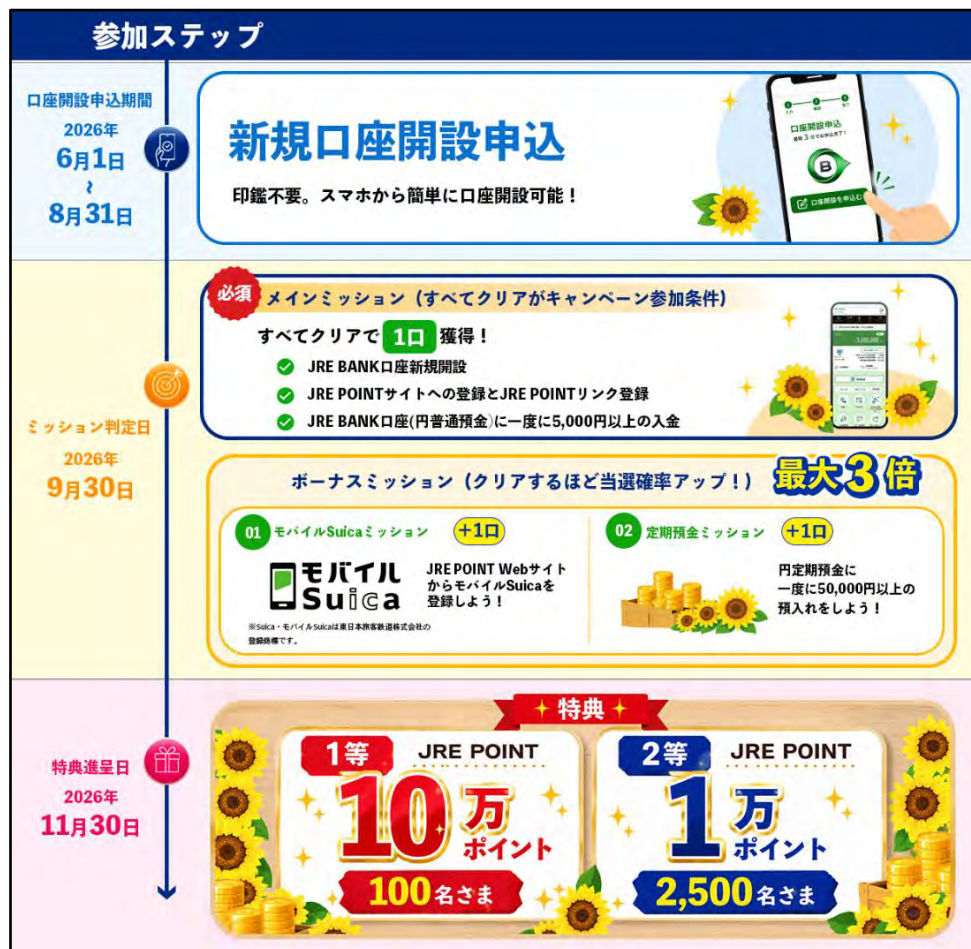 参加ステップ
口座開設申込期間
2026年
6月1日
~
8月31日
新規口座開設申込
印鑑不要。スマホから簡単に口座開設可能！
口座開設申込
B
口座開設を申込む
ミッション判定日
2026年
9月30日
必須
メインミッション（すべてクリアがキャンペーン参加条件）
すべてクリアで 1口 獲得！
JRE BANK口座新規開設
JRE POINTサイトへの登録とJRE POINTリンク登録
JRE BANK口座(円普通預金)に一度に5,000円以上の入金
ボーナスミッション（クリアするほど当選確率アップ！） 最大3倍
01 モバイルSuicaミッション +1口
モバイル
Suica
JRE POINT Webサイト
からモバイルSuicaを
登録しよう！
※Suica・モバイルSuicaは東日本旅客鉄道株式会社の
登録商標です。
02 定期預金ミッション +1口
円定期預金に
一度に50,000円以上の
預入れをしよう！
特典進呈日
2026年
11月30日
特典
1等 JRE POINT
10万
ポイント
100名さま
2等 JRE POINT
1万
ポイント
2,500名さま